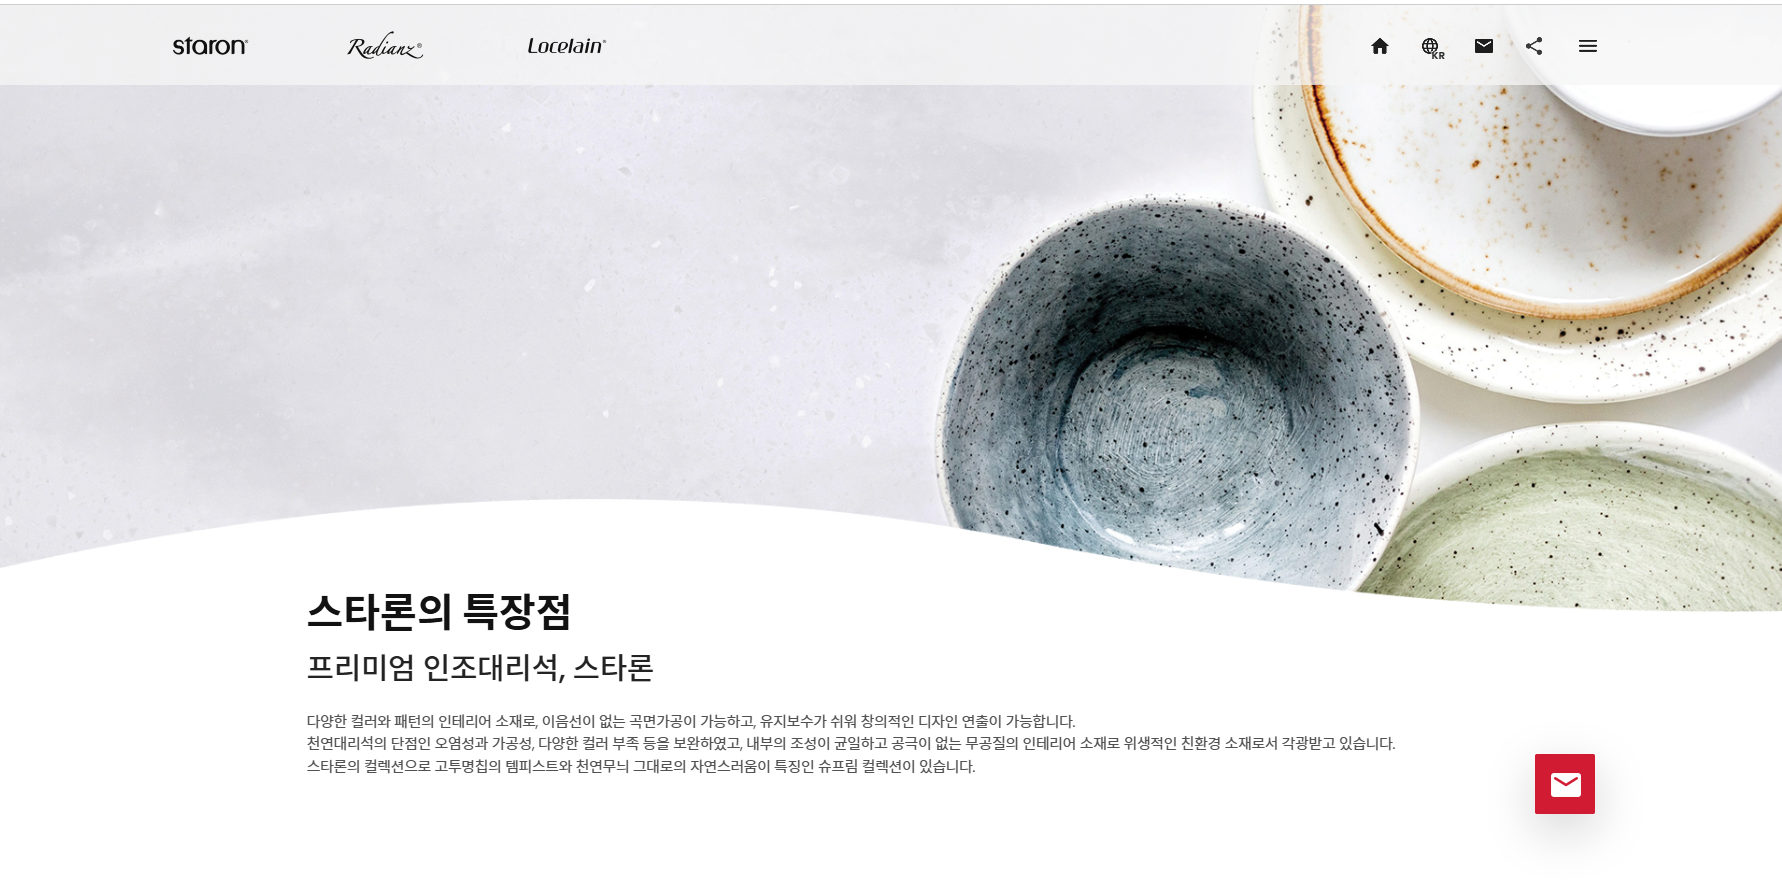 staron®
Radianz®
Locelain®
KR
스타론의 특장점
프리미엄 인조대리석, 스타론
다양한 컬러와 패턴의 인테리어 소재로, 이음선이 없는 곡면가공이 가능하고, 유지보수가 쉬워 창의적인 디자인 연출이 가능합니다.
천연대리석의 단점인 오염성과 가공성, 다양한 컬러 부족 등을 보완하였고, 내부의 조성이 균일하고 공극이 없는 무공질의 인테리어 소재로 위생적인 친환경 소재로서 각광받고 있습니다.
스타론의 컬렉션으로 고투명칩의 템피스트와 천연무늬 그대로의 자연스러움이 특징인 슈프림 컬렉션이 있습니다.